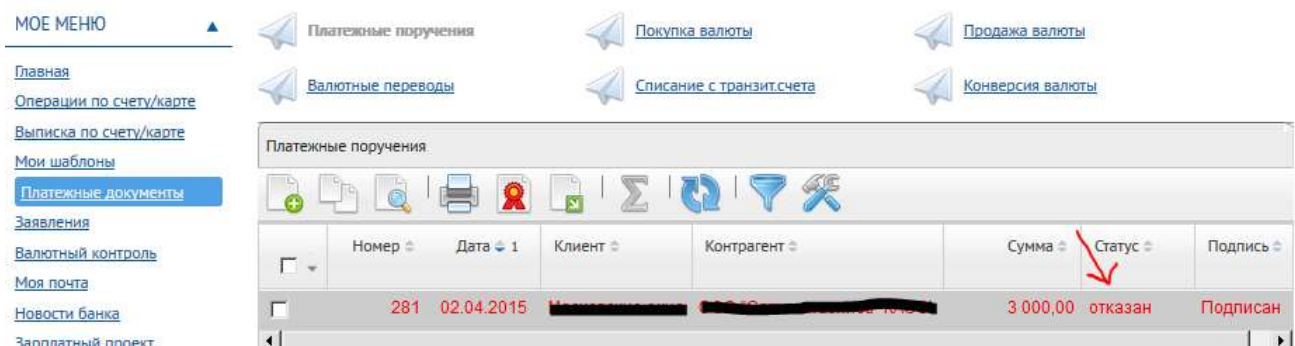 МОЕ МЕНЮ ▲
Главная
Операции по счету/карте
Выписка по счету/карте
Мои шаблоны
Платежные документы
Заявления
Валютный контроль
Моя почта
Новости банка
Зарплатный проект
Платежные поручения
Покупка валюты
Продажа валюты
Валютные переводы
Списание с транзит.счета
Конверсия валюты
Платежные поручения
Номер Дата 1 Клиент Контрагент Сумма Статус Подпись
281 02.04.2015 3 000,00 отказан Подписан